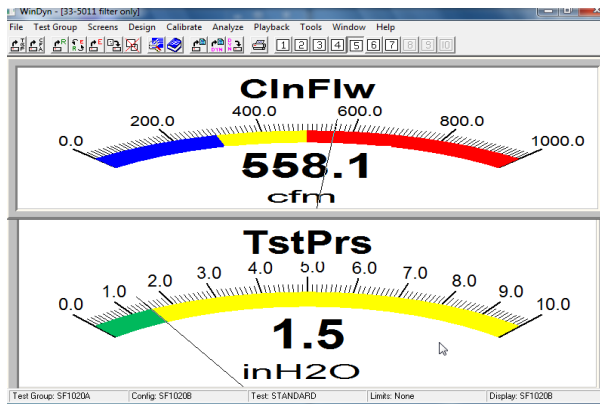 WinDyn - [33-5011 filter only]
File Test Group Screens Design Calibrate Analyze Playback Tools Window Help
1 2 3 4 5 6 7 8 9 10
ClnFlw
0.0 200.0 400.0 600.0 800.0 1000.0
558.1
cfm
TstPrs
0.0 1.0 2.0 3.0 4.0 5.0 6.0 7.0 8.0 9.0 10.0
1.5
inH2O
Test Group: SF1020A Config: SF1020B Test: STANDARD Limits: None Display: SF1020B